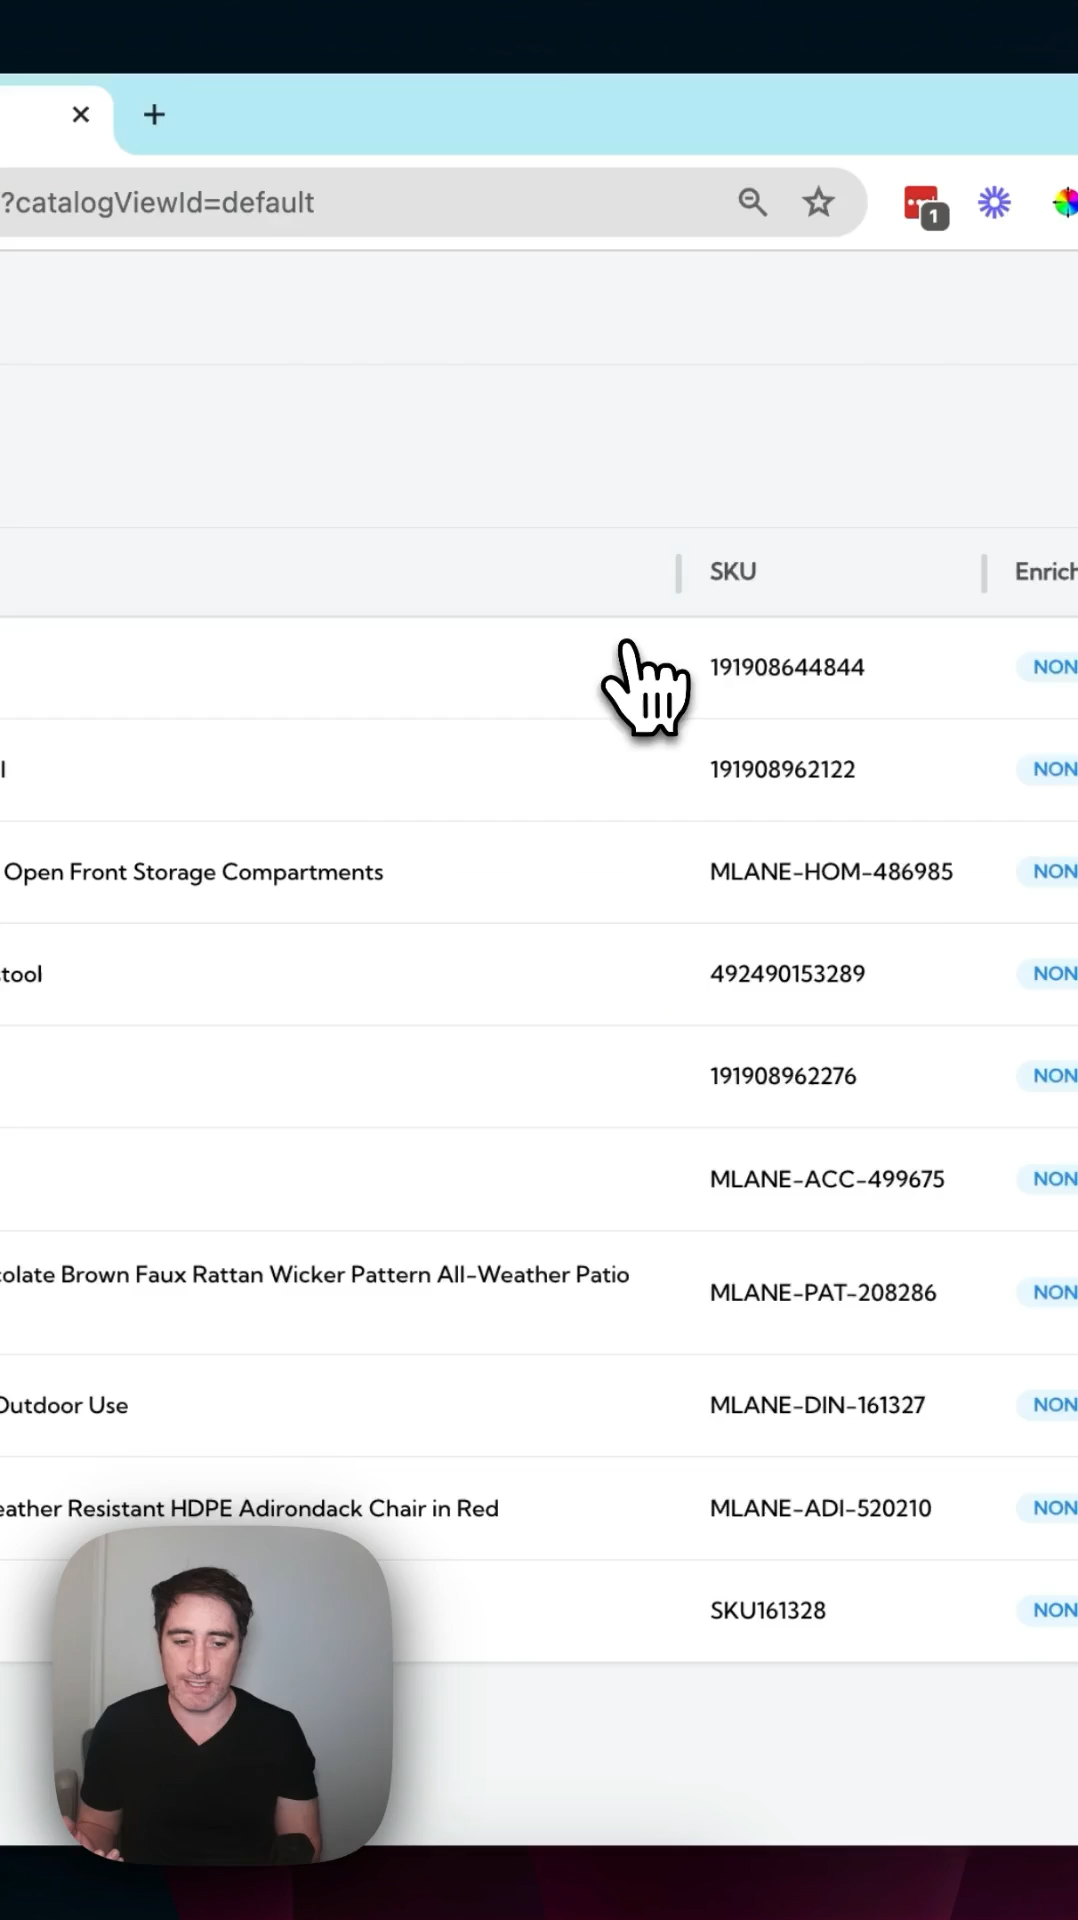 ?catalogViewId=default
1
SKU
Enrich
191908644844
NON
l
191908962122
NON
Open Front Storage Compartments
MLANE-HOM-486985
NON
tool
492490153289
NON
191908962276
NON
MLANE-ACC-499675
NON
colate Brown Faux Rattan Wicker Pattern All-Weather Patio
MLANE-PAT-208286
NON
Outdoor Use
MLANE-DIN-161327
NON
eather Resistant HDPE Adirondack Chair in Red
MLANE-ADI-520210
NON
SKU161328
NON